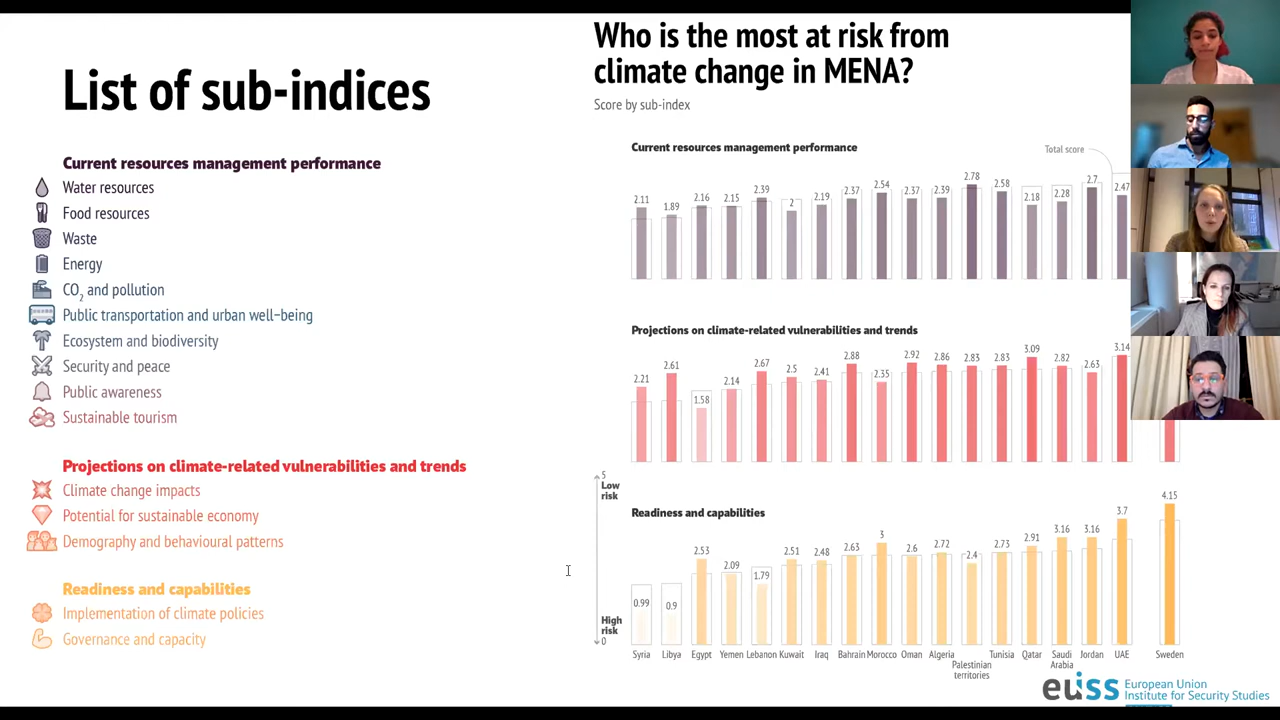 List of sub-indices
Current resources management performance
Water resources
Food resources
Waste
Energy
CO2 and pollution
Public transportation and urban well-being
Ecosystem and biodiversity
Security and peace
Public awareness
Sustainable tourism
Projections on climate-related vulnerabilities and trends
Climate change impacts
Potential for sustainable economy
Demography and behavioural patterns
Readiness and capabilities
Implementation of climate policies
Governance and capacity
Who is the most at risk from
climate change in MENA?
Score by sub-index
Current resources management performance
Total score
2.11 1.89 2.16 2.15 2.39 2 2.19 2.37 2.54 2.37 2.39 2.78 2.58 2.18 2.28 2.7 2.47
Projections on climate-related vulnerabilities and trends
2.21 2.61 1.58 2.14 2.67 2.5 2.41 2.88 2.35 2.92 2.86 2.83 2.83 3.09 2.82 2.63 3.14
5
Low
risk
Readiness and capabilities
0.99 0.9 2.53 2.09 1.79 2.51 2.48 2.63 3 2.6 2.72 2.4 2.73 2.91 3.16 3.16 3.7 4.15
High
risk
0
Syria Libya Egypt Yemen Lebanon Kuwait Iraq Bahrain Morocco Oman Algeria Palestinian territories Tunisia Qatar Saudi Arabia Jordan UAE Sweden
euiss European Union
Institute for Security Studies